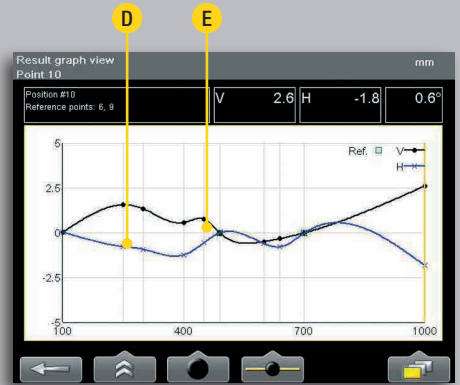 D E
Result graph view mm
Point 10
Position #10
Reference points: 6, 9
V 2.6 H -1.8 0.6°
Ref. V
H
5
2.5
0
-2.5
-5
100 400 700 1000